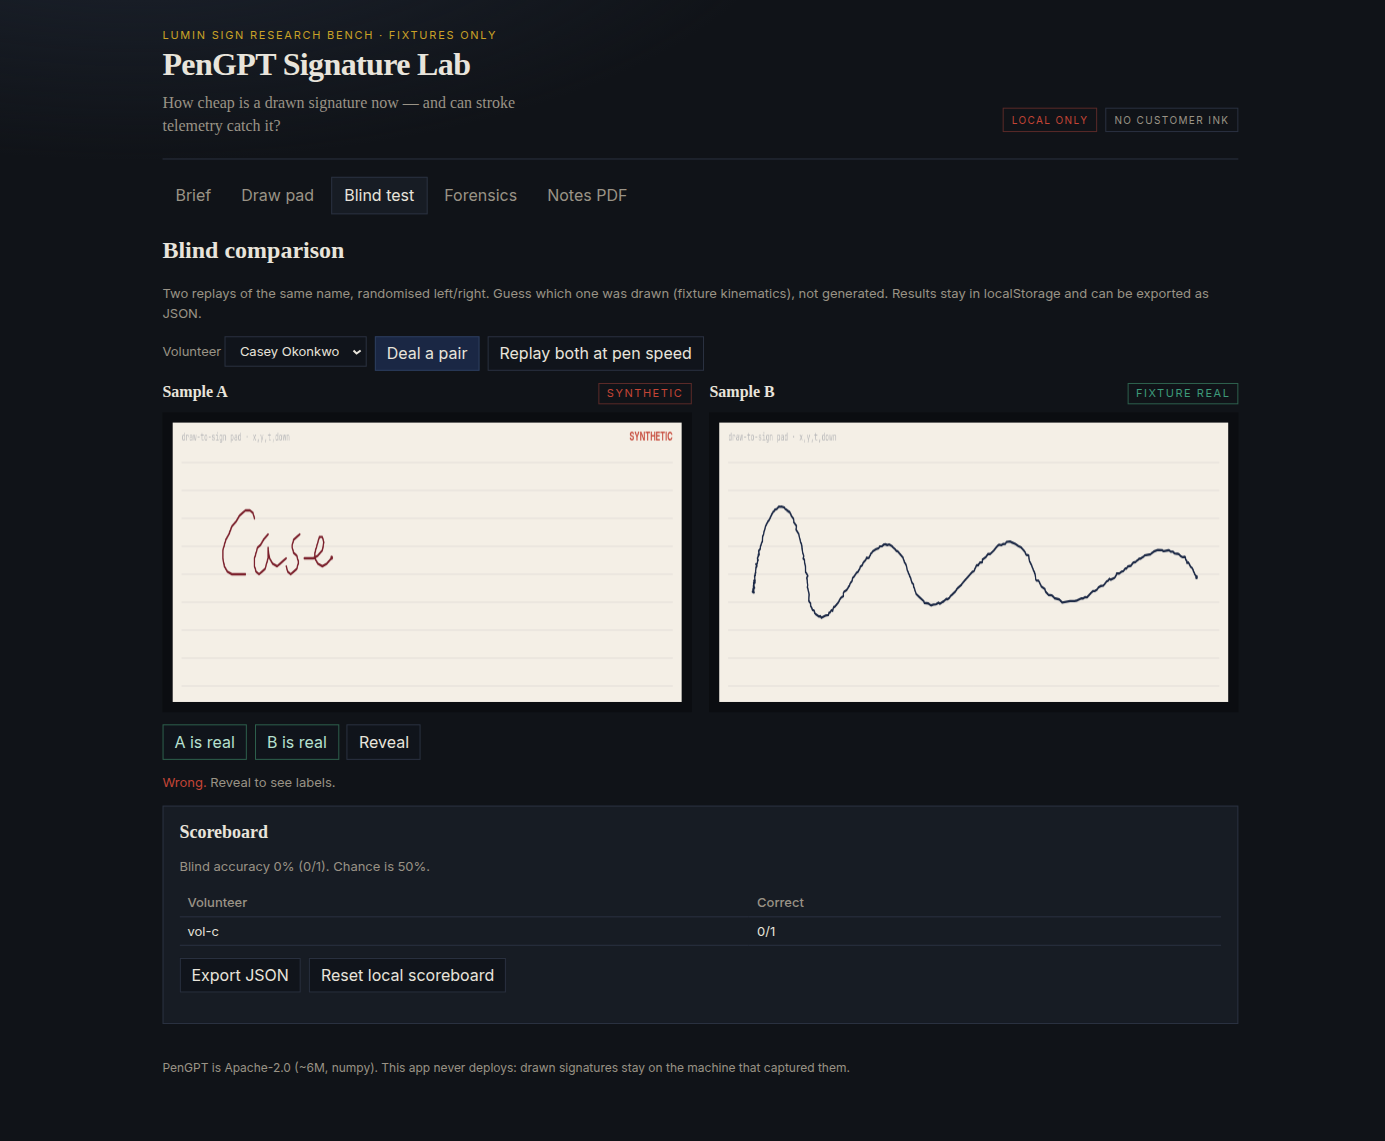 LUMIN SIGN RESEARCH BENCH · FIXTURES ONLY
PenGPT Signature Lab
How cheap is a drawn signature now — and can stroke
telemetry catch it?
LOCAL ONLY
NO CUSTOMER INK
Brief
Draw pad
Blind test
Forensics
Notes PDF
Blind comparison
Two replays of the same name, randomised left/right. Guess which one was drawn (fixture kinematics), not generated. Results stay in localStorage and can be exported as
JSON.
Volunteer
Casey Okonkwo
Deal a pair
Replay both at pen speed
Sample A
SYNTHETIC
draw-to-sign pad · x,y,t,down
SYNTHETIC
Case
Sample B
FIXTURE REAL
draw-to-sign pad · x,y,t,down
A is real
B is real
Reveal
Wrong. Reveal to see labels.
Scoreboard
Blind accuracy 0% (0/1). Chance is 50%.
Volunteer Correct
vol-c 0/1
Export JSON
Reset local scoreboard
PenGPT is Apache-2.0 (~6M, numpy). This app never deploys: drawn signatures stay on the machine that captured them.